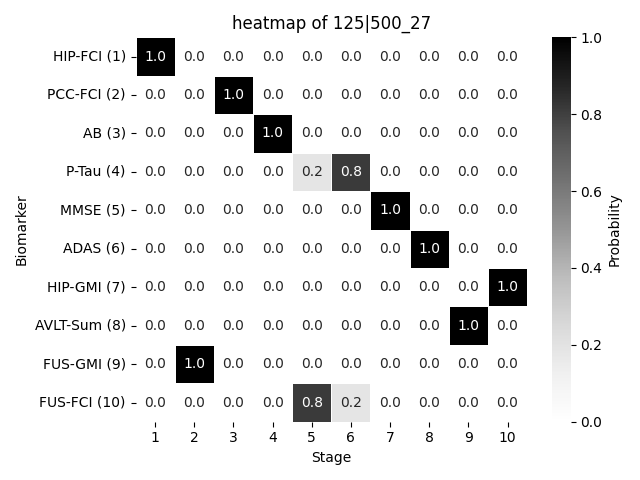 heatmap of 125|500_27
HIP-FCI (1) 1.0 0.0 0.0 0.0 0.0 0.0 0.0 0.0 0.0 0.0
PCC-FCI (2) 0.0 0.0 1.0 0.0 0.0 0.0 0.0 0.0 0.0 0.0
AB (3) 0.0 0.0 0.0 1.0 0.0 0.0 0.0 0.0 0.0 0.0
P-Tau (4) 0.0 0.0 0.0 0.0 0.2 0.8 0.0 0.0 0.0 0.0
MMSE (5) 0.0 0.0 0.0 0.0 0.0 0.0 1.0 0.0 0.0 0.0
ADAS (6) 0.0 0.0 0.0 0.0 0.0 0.0 0.0 1.0 0.0 0.0
HIP-GMI (7) 0.0 0.0 0.0 0.0 0.0 0.0 0.0 0.0 0.0 1.0
AVLT-Sum (8) 0.0 0.0 0.0 0.0 0.0 0.0 0.0 0.0 1.0 0.0
FUS-GMI (9) 0.0 1.0 0.0 0.0 0.0 0.0 0.0 0.0 0.0 0.0
FUS-FCI (10) 0.0 0.0 0.0 0.0 0.8 0.2 0.0 0.0 0.0 0.0
1 2 3 4 5 6 7 8 9 10
Stage
Biomarker
1.0
0.8
0.6
0.4
0.2
0.0
Probability